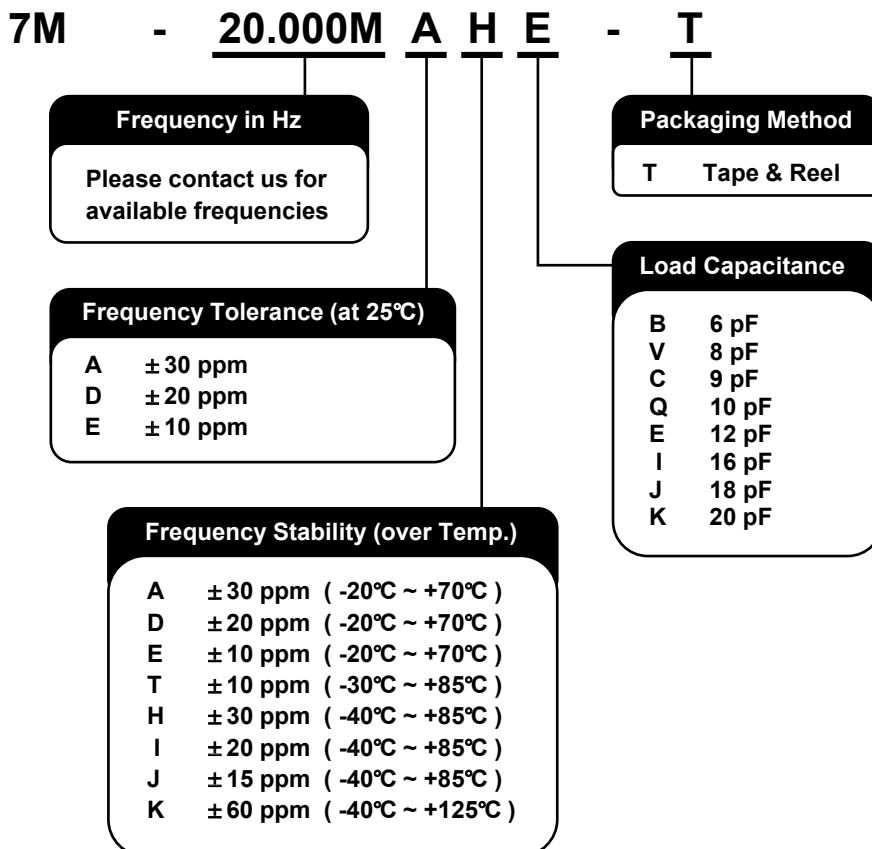 7M - 20.000M A H E - T
Frequency in Hz
Please contact us for
available frequencies
Packaging Method
T Tape & Reel
Load Capacitance
B 6 pF
V 8 pF
C 9 pF
Q 10 pF
E 12 pF
I 16 pF
J 18 pF
K 20 pF
Frequency Tolerance (at 25℃)
A ±30 ppm
D ±20 ppm
E ±10 ppm
Frequency Stability (over Temp.)
A ±30 ppm ( -20℃ ~ +70℃ )
D ±20 ppm ( -20℃ ~ +70℃ )
E ±10 ppm ( -20℃ ~ +70℃ )
T ±10 ppm ( -30℃ ~ +85℃ )
H ±30 ppm ( -40℃ ~ +85℃ )
I ±20 ppm ( -40℃ ~ +85℃ )
J ±15 ppm ( -40℃ ~ +85℃ )
K ±60 ppm ( -40℃ ~ +125℃ )